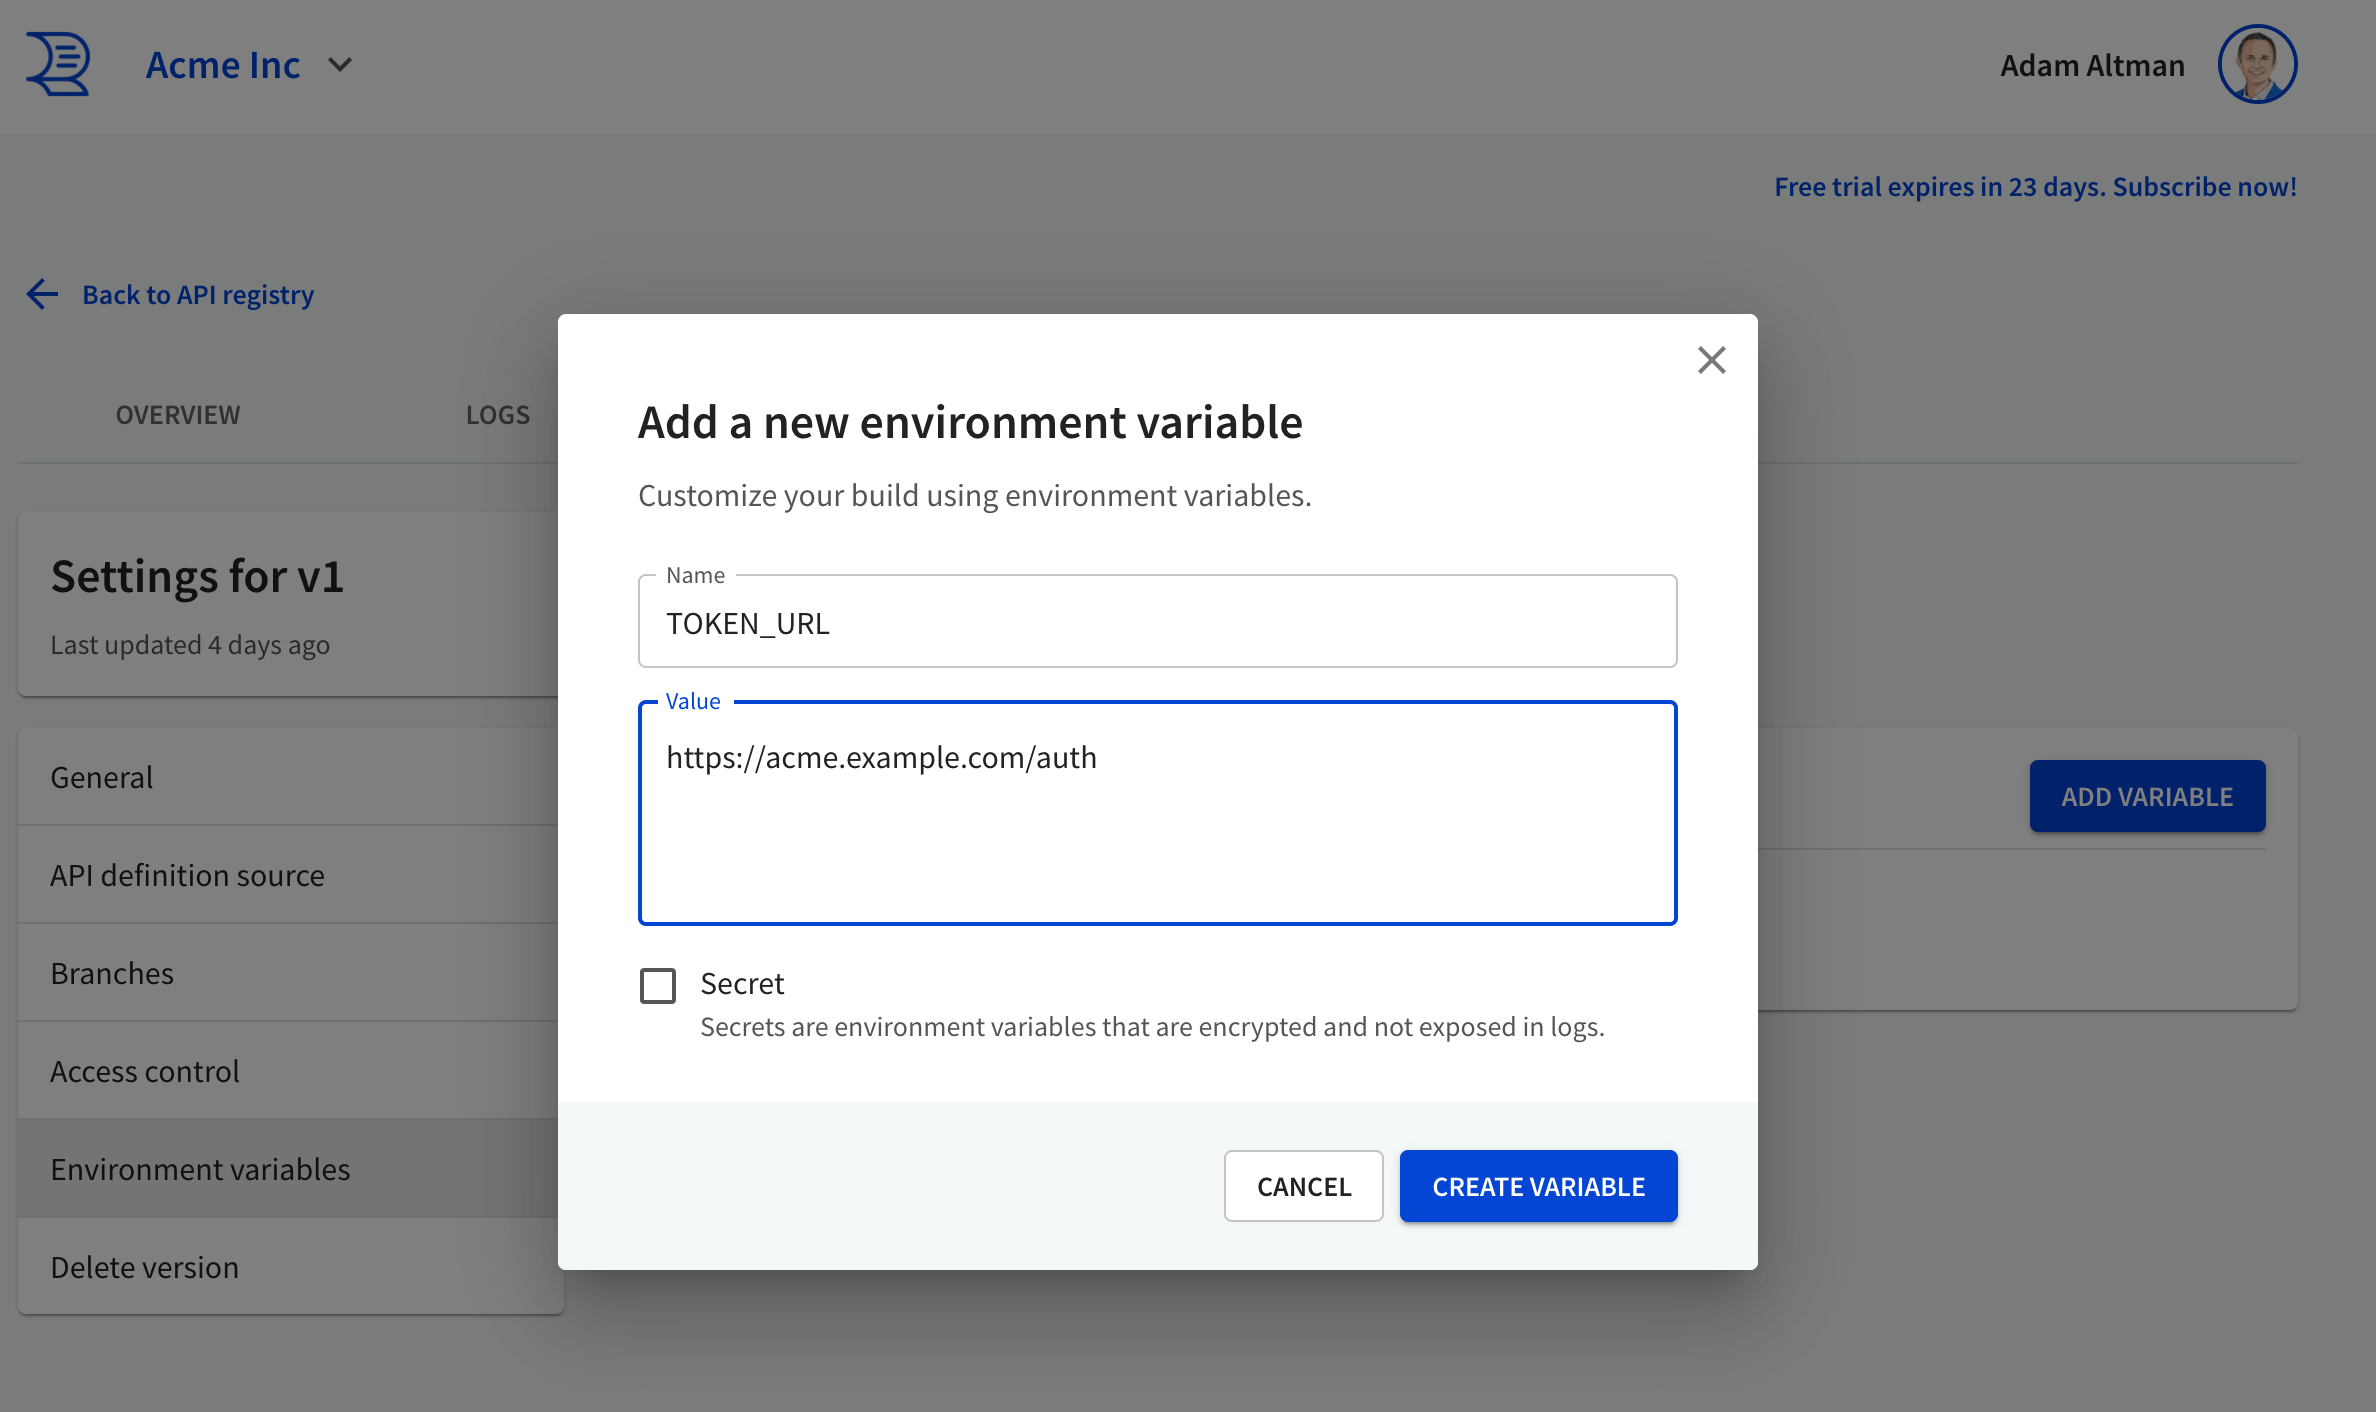 Acme Inc
Adam Altman
Free trial expires in 23 days. Subscribe now!
Back to API registry
OVERVIEW
LOGS
Settings for v1
Last updated 4 days ago
General
API definition source
Branches
Access control
Environment variables
Delete version
ADD VARIABLE
Add a new environment variable
Customize your build using environment variables.
Name
TOKEN_URL
Value
https://acme.example.com/auth
Secret
Secrets are environment variables that are encrypted and not exposed in logs.
CANCEL
CREATE VARIABLE